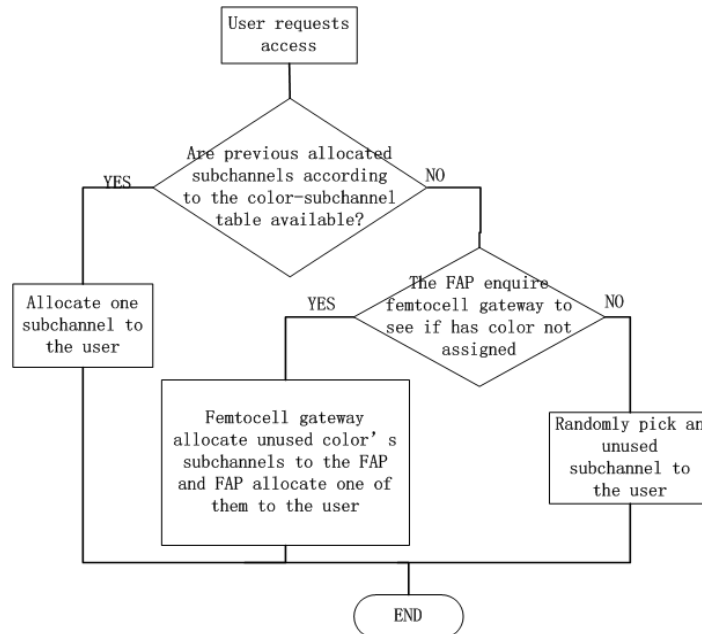 User requests
access
Are previous allocated
subchannels according
to the color-subchannel
table available?
YES
NO
Allocate one
subchannel to
the user
The FAP enquire
femtocell gateway to
see if has color not
assigned
YES
NO
Femtocell gateway
allocate unused color's
subchannels to the FAP
and FAP allocate one of
them to the user
Randomly pick an
unused
subchannel to
the user
END